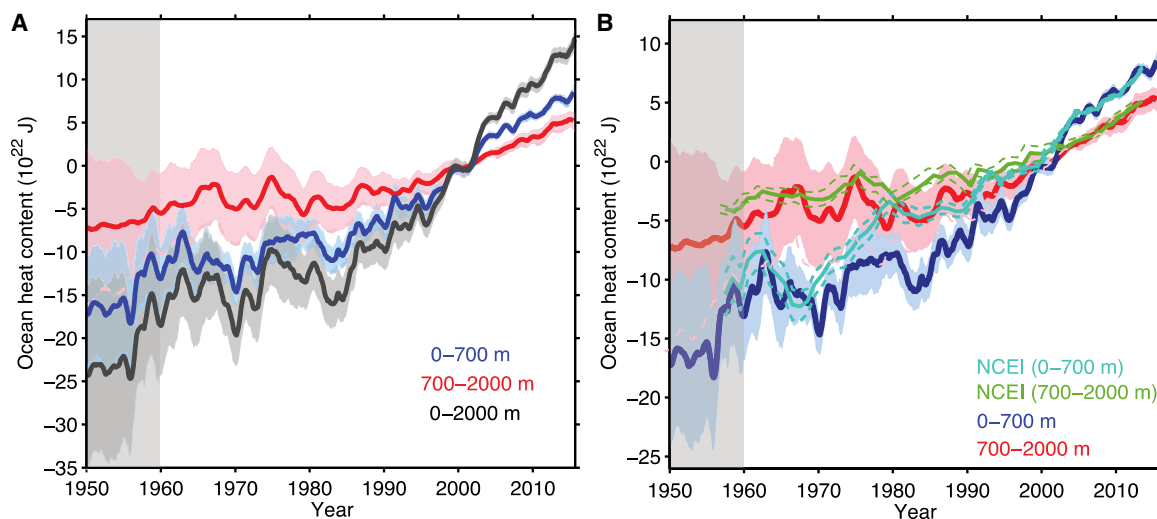 A
Ocean heat content (10²² J)
15
10
5
0
−5
−10
−15
−20
−25
−30
−35
1950 1960 1970 1980 1990 2000 2010
Year
0−700 m
700−2000 m
0−2000 m
B
Ocean heat content (10²² J)
10
5
0
−5
−10
−15
−20
−25
1950 1960 1970 1980 1990 2000 2010
Year
NCEI (0−700 m)
NCEI (700−2000 m)
0−700 m
700−2000 m